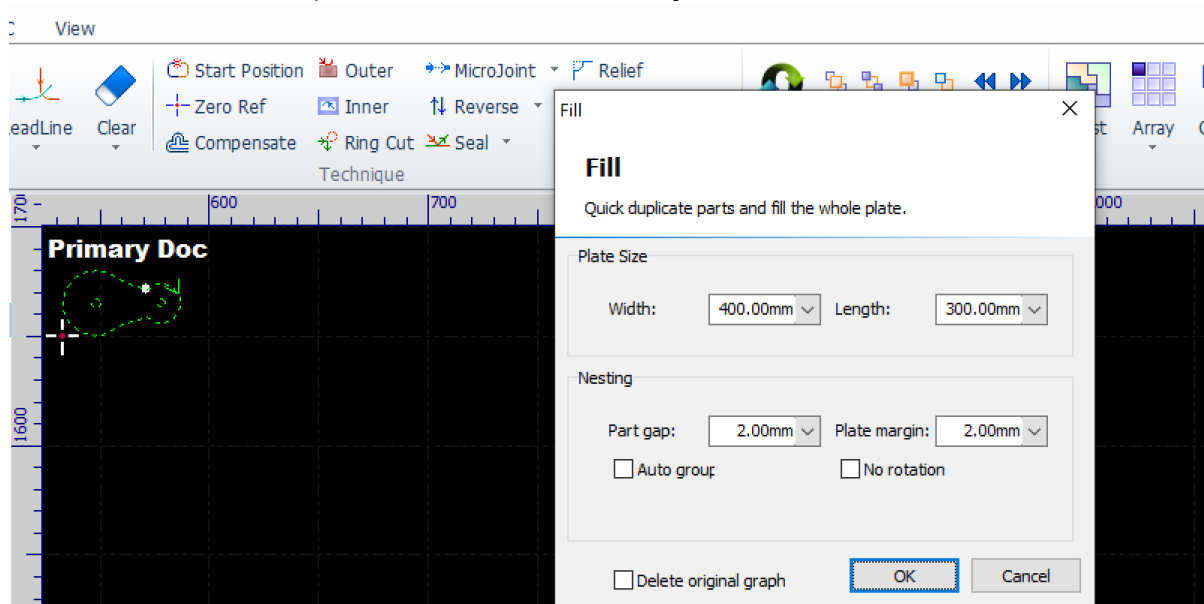 View
Start Position Outer MicroJoint Relief
Zero Ref Inner Reverse
Clear
Compensate Ring Cut Seal
Array
Technique
600 700
Primary Doc
1600
Fill
Fill
Quick duplicate parts and fill the whole plate.
Plate Size
Width: 400.00mm Length: 300.00mm
Nesting
Part gap: 2.00mm Plate margin: 2.00mm
Auto group No rotation
Delete original graph OK Cancel